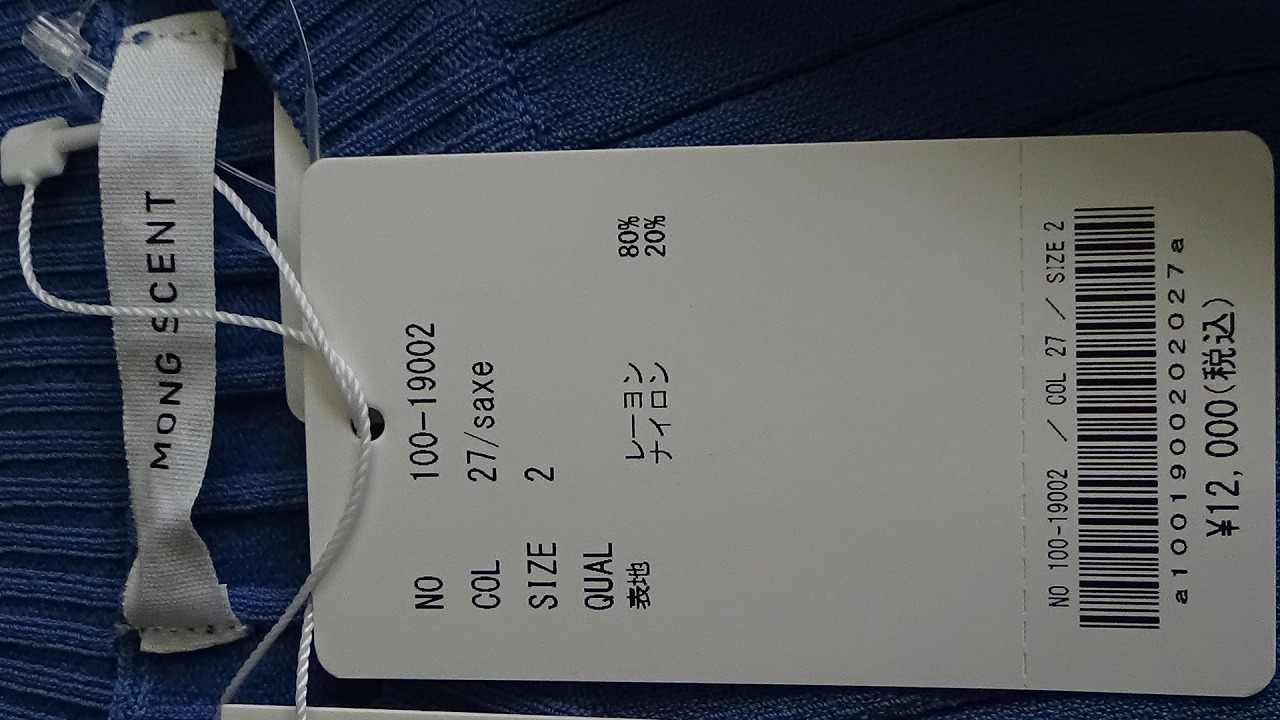 MONG SCENT
NO 100-19002
COL 27/saxe
SIZE 2
QUAL
表地 レーヨン 80%
ナイロン 20%
NO 100-19002 / COL 27 / SIZE 2
a100190020202027a
¥12,000(税込)